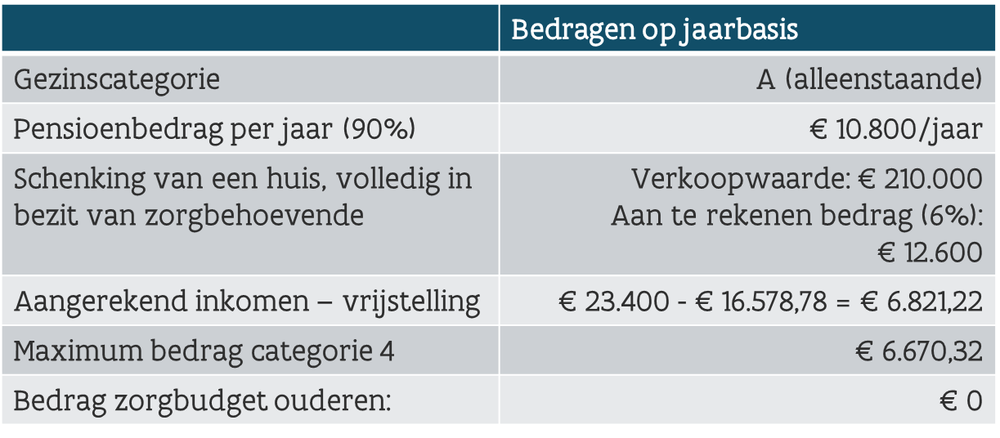 Bedragen op jaarbasis
Gezinscategorie A (alleenstaande)
Pensioenbedrag per jaar (90%) € 10.800/jaar
Schenking van een huis, volledig in Verkoopwaarde: € 210.000
bezit van zorgbehoevende Aan te rekenen bedrag (6%):
€ 12.600
Aangerekend inkomen – vrijstelling € 23.400 - € 16.578,78 = € 6.821,22
Maximum bedrag categorie 4 € 6.670,32
Bedrag zorgbudget ouderen: € 0